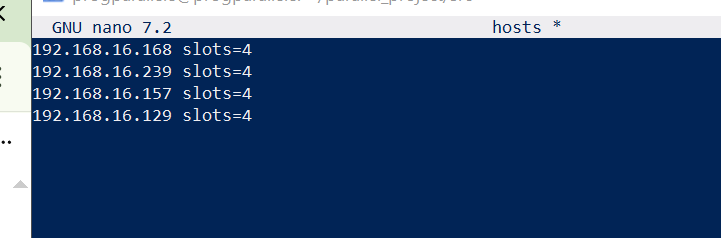 GNU nano 7.2 hosts *
192.168.16.168 slots=4
192.168.16.239 slots=4
192.168.16.157 slots=4
192.168.16.129 slots=4
..